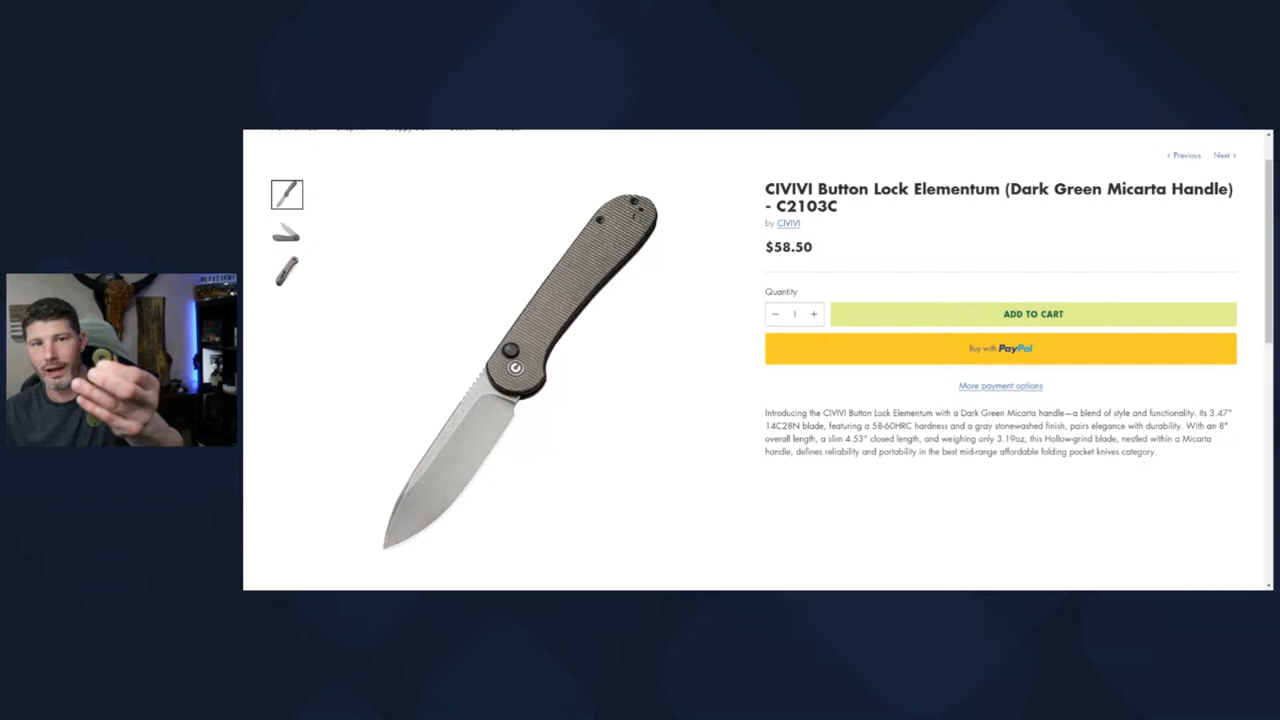 Previous
Next
CIVIVI Button Lock Elementum (Dark Green Micarta Handle)
- C2103C
by CIVIVI
$58.50
Quantity
1
ADD TO CART
Buy with PayPal
More payment options
Introducing the CIVIVI Button Lock Elementum with a Dark Green Micarta handle—a blend of style and functionality. Its 3.47"
14C28N blade, featuring a 58-60HRC hardness and a gray stonewashed finish, pairs elegance with durability. With an 8"
overall length, a slim 4.53" closed length, and weighing only 3.19oz, this Hollow-grind blade, nestled within a Micarta
handle, defines reliability and portability in the best mid-range affordable folding pocket knives category.